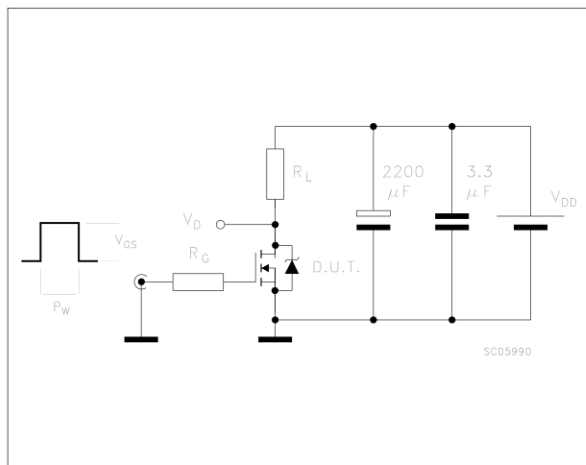 R_L
2200
μF
3.3
μF
V_DD
V_D
V_GS
R_G
D.U.T.
P_W
SC05990